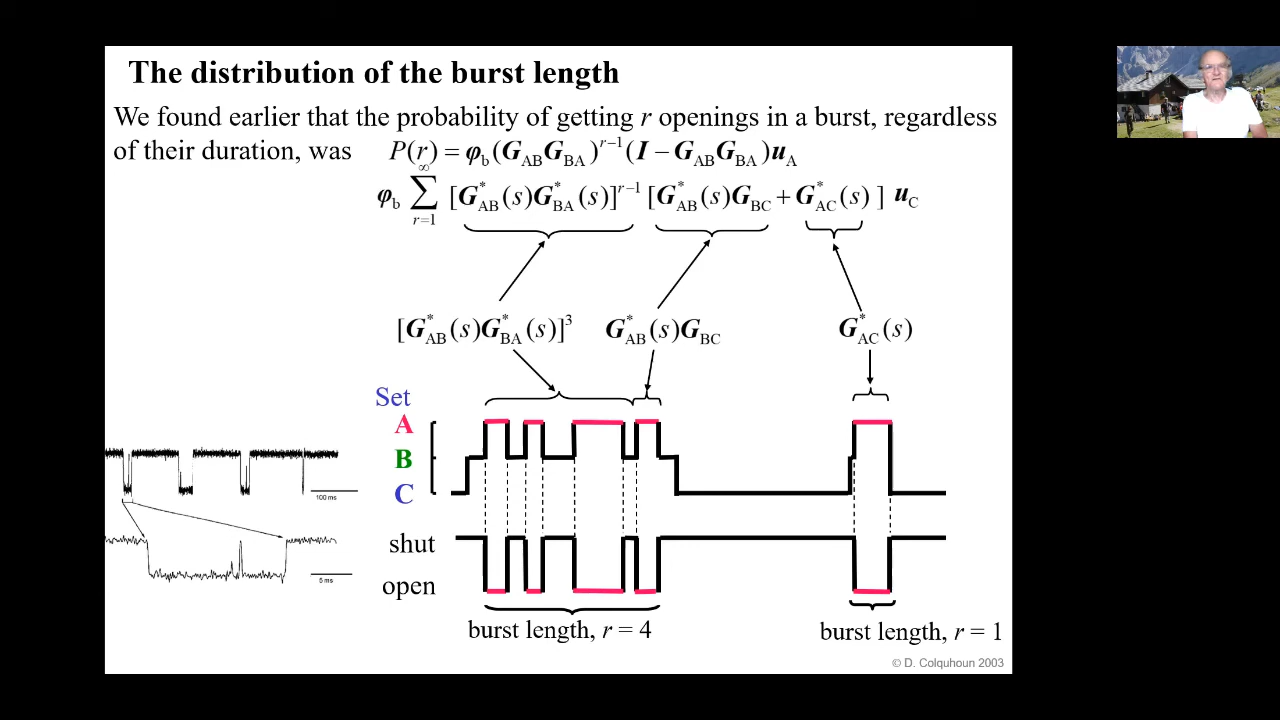 The distribution of the burst length
We found earlier that the probability of getting r openings in a burst, regardless
of their duration, was P(r) = φ_b(G_AB G_BA)^{r−1}(I − G_AB G_BA)u_A
φ_b ∑_{r=1}^{∞} [G*_AB(s)G*_BA(s)]^{r−1} [G*_AB(s)G_BC + G*_AC(s)] u_C
[G*_AB(s)G*_BA(s)]^3 G*_AB(s)G_BC G*_AC(s)
Set
A
B
C
100 ms
shut
open
5 ms
burst length, r = 4
burst length, r = 1
© D. Colquhoun 2003